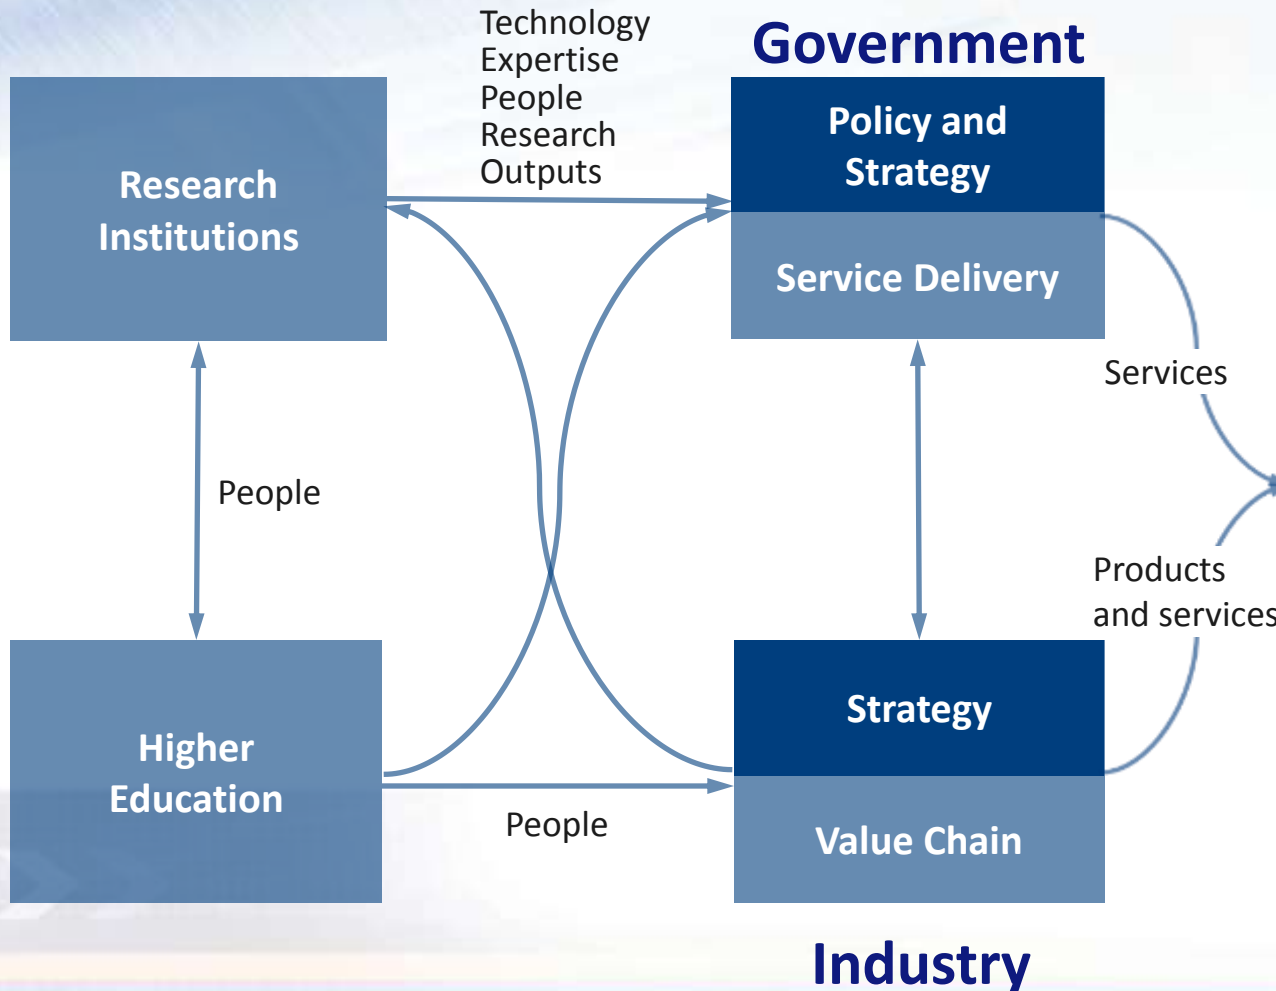 Technology
Expertise
People
Research
Outputs
Government
Research
Institutions
Policy and
Strategy
Service Delivery
Services
People
Products
and services
Higher
Education
People
Strategy
Value Chain
Industry